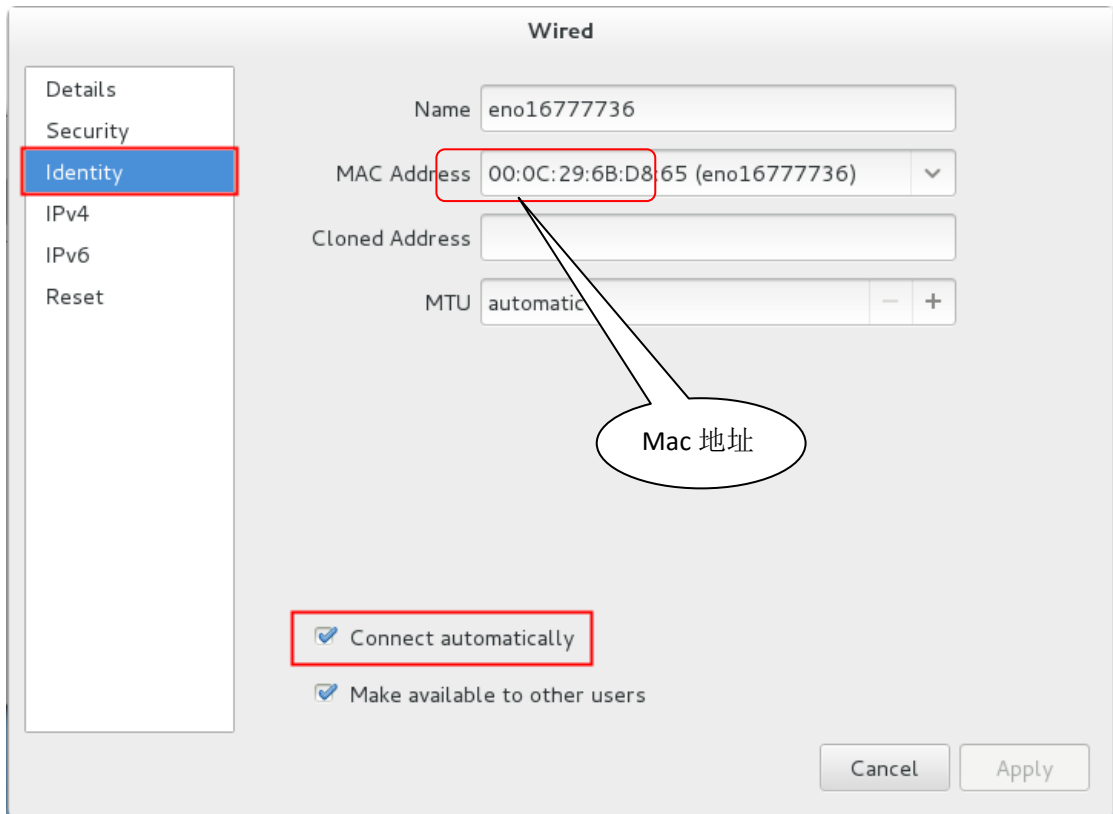 Wired
Details
Security
Identity
IPv4
IPv6
Reset
Name eno16777736
MAC Address 00:0C:29:6B:D8:65 (eno16777736)
Cloned Address
MTU automatic − +
Mac 地址
Connect automatically
Make available to other users
Cancel Apply